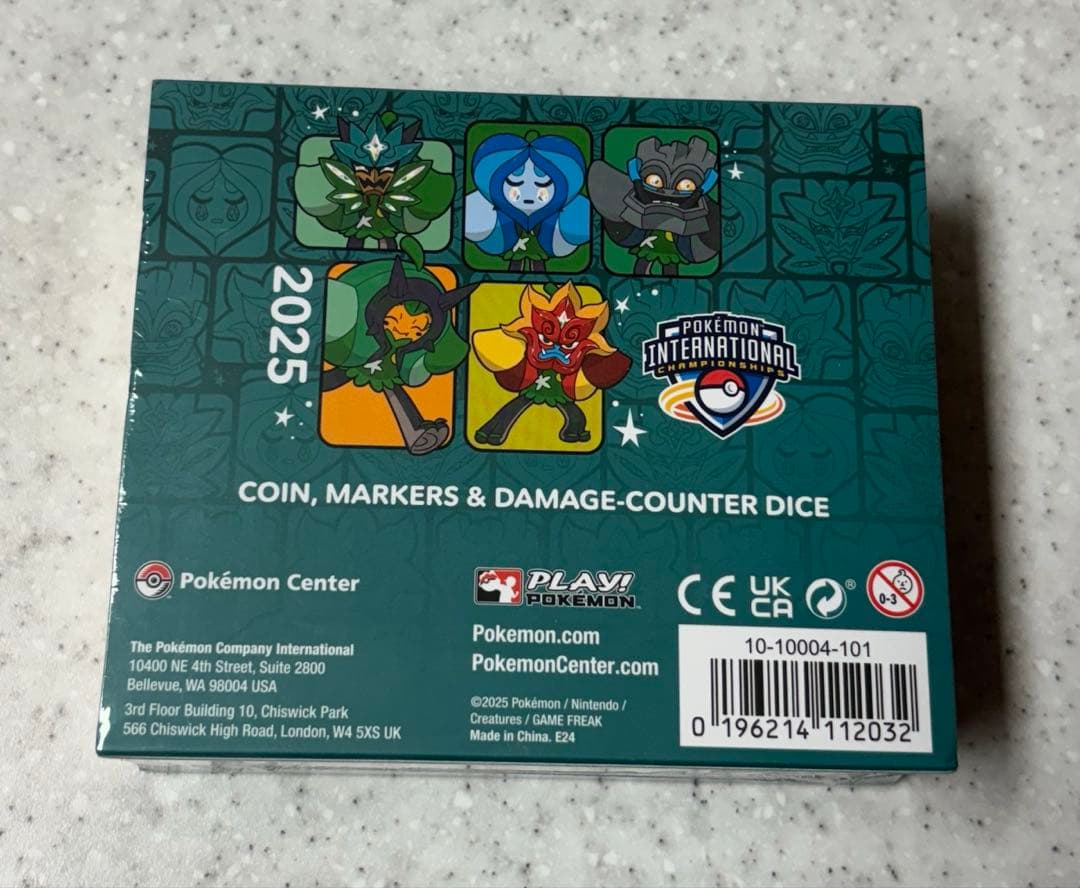 2025
POKÉMON
INTERNATIONAL
CHAMPIONSHIPS
COIN, MARKERS & DAMAGE-COUNTER DICE
Pokémon Center
The Pokémon Company International
10400 NE 4th Street, Suite 2800
Bellevue, WA 98004 USA
3rd Floor Building 10, Chiswick Park
566 Chiswick High Road, London, W4 5XS UK
PLAY!
POKÉMON
Pokemon.com
PokemonCenter.com
©2025 Pokémon / Nintendo /
Creatures / GAME FREAK
Made in China. E24
CE
UK
CA
®
0-3
10-10004-101
0 196214 112032